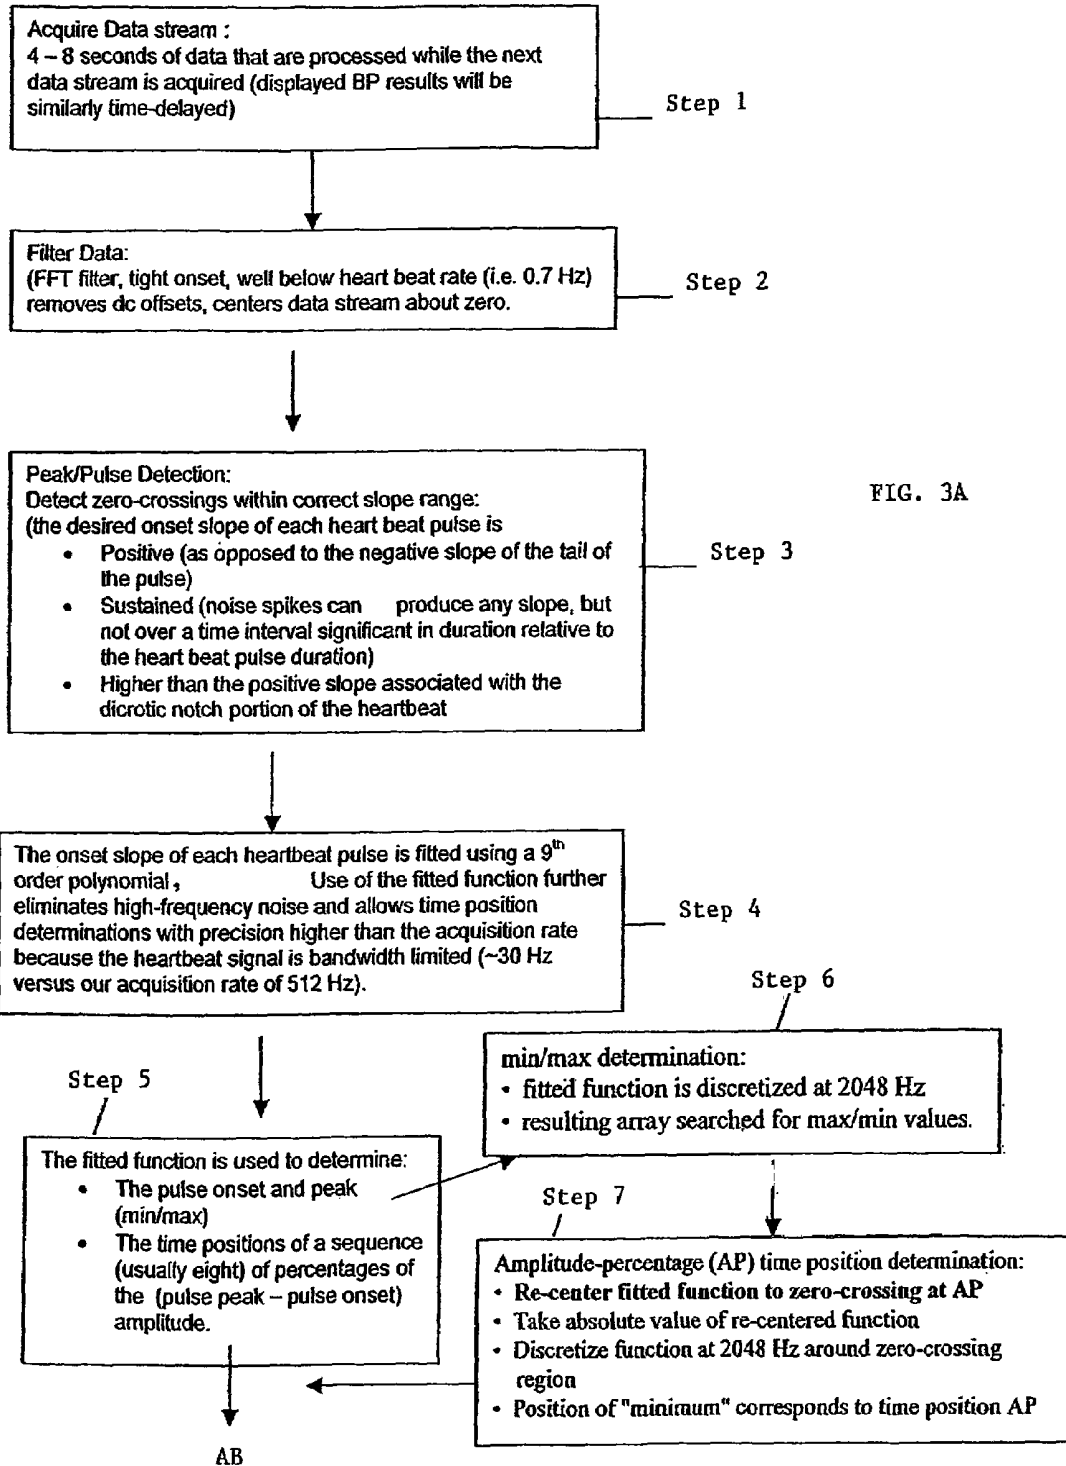 Acquire Data stream :
4 – 8 seconds of data that are processed while the next
data stream is acquired (displayed BP results will be
similarly time-delayed)
Step 1
Filter Data:
(FFT filter, tight onset, well below heart beat rate (i.e. 0.7 Hz)
removes dc offsets, centers data stream about zero.
Step 2
Peak/Pulse Detection:
Detect zero-crossings within correct slope range:
(the desired onset slope of each heart beat pulse is
• Positive (as opposed to the negative slope of the tail of
the pulse)
• Sustained (noise spikes can produce any slope, but
not over a time interval significant in duration relative to
the heart beat pulse duration)
• Higher than the positive slope associated with the
dicrotic notch portion of the heartbeat
Step 3
FIG. 3A
The onset slope of each heartbeat pulse is fitted using a 9th
order polynomial, Use of the fitted function further
eliminates high-frequency noise and allows time position
determinations with precision higher than the acquisition rate
because the heartbeat signal is bandwidth limited (~30 Hz
versus our acquisition rate of 512 Hz).
Step 4
Step 5
The fitted function is used to determine:
• The pulse onset and peak
(min/max)
• The time positions of a sequence
(usually eight) of percentages of
the (pulse peak – pulse onset)
amplitude.
Step 6
min/max determination:
• fitted function is discretized at 2048 Hz
• resulting array searched for max/min values.
Step 7
Amplitude-percentage (AP) time position determination:
• Re-center fitted function to zero-crossing at AP
• Take absolute value of re-centered function
• Discretize function at 2048 Hz around zero-crossing
region
• Position of "minimum" corresponds to time position AP
AB